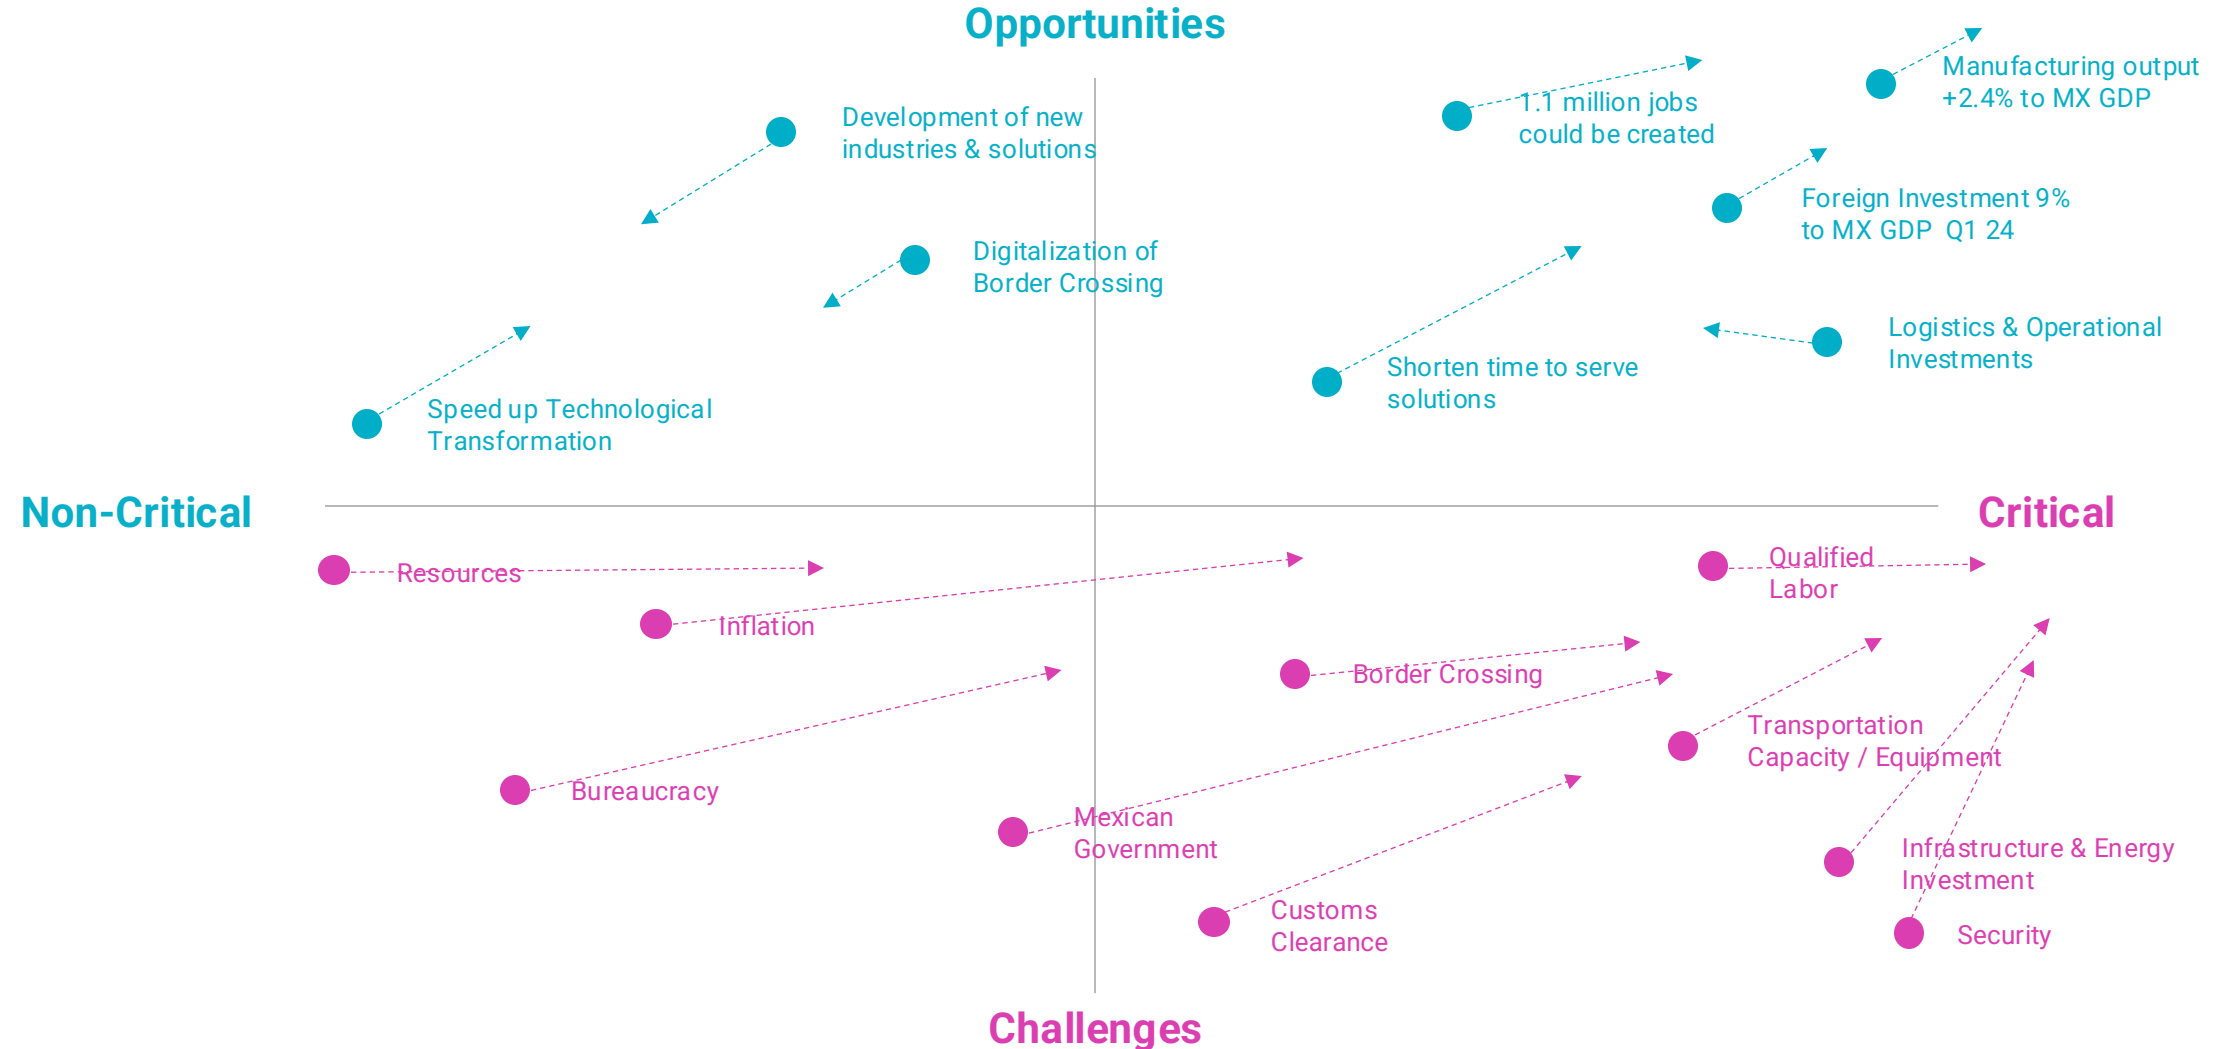 Opportunities
Manufacturing output
+2.4% to MX GDP
1.1 million jobs
could be created
Development of new
industries & solutions
Foreign Investment 9%
to MX GDP Q1 24
Digitalization of
Border Crossing
Logistics & Operational
Investments
Shorten time to serve
solutions
Speed up Technological
Transformation
Non-Critical
Critical
Resources
Qualified
Labor
Inflation
Border Crossing
Transportation
Capacity / Equipment
Bureaucracy
Mexican
Government
Infrastructure & Energy
Investment
Customs
Clearance
Security
Challenges